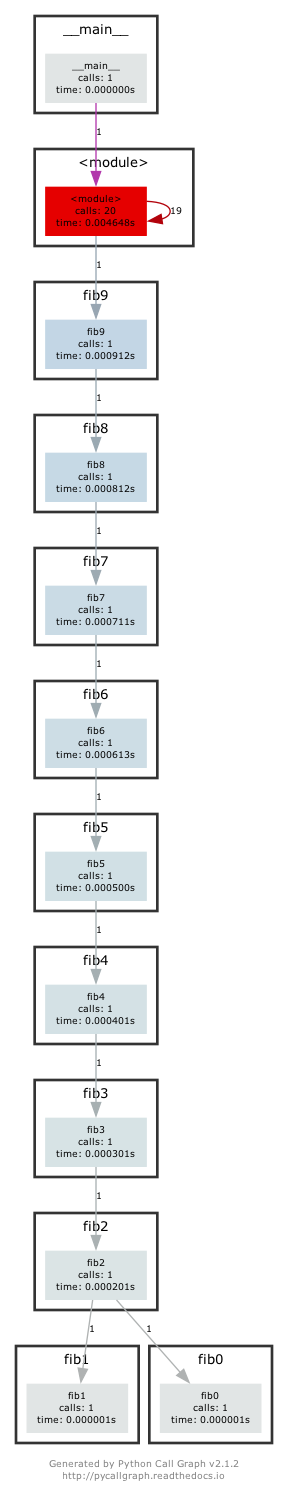 __main__
__main__
calls: 1
time: 0.000000s
1
<module>
<module>
calls: 20
time: 0.004648s
19
1
fib9
fib9
calls: 1
time: 0.000912s
1
fib8
fib8
calls: 1
time: 0.000812s
1
fib7
fib7
calls: 1
time: 0.000711s
1
fib6
fib6
calls: 1
time: 0.000613s
1
fib5
fib5
calls: 1
time: 0.000500s
1
fib4
fib4
calls: 1
time: 0.000401s
1
fib3
fib3
calls: 1
time: 0.000301s
1
fib2
fib2
calls: 1
time: 0.000201s
1
1
fib1
fib1
calls: 1
time: 0.000001s
fib0
fib0
calls: 1
time: 0.000001s
Generated by Python Call Graph v2.1.2
http://pycallgraph.readthedocs.io